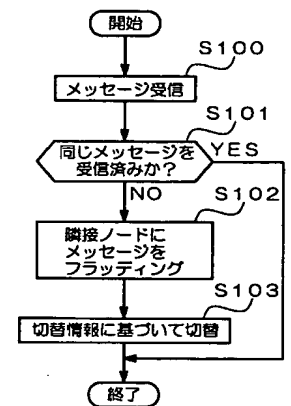 開始
S100
メッセージ受信
S101
同じメッセージを
受信済みか?
YES
NO
S102
隣接ノードに
メッセージを
フラッディング
S103
切替情報に基づいて切替
終了